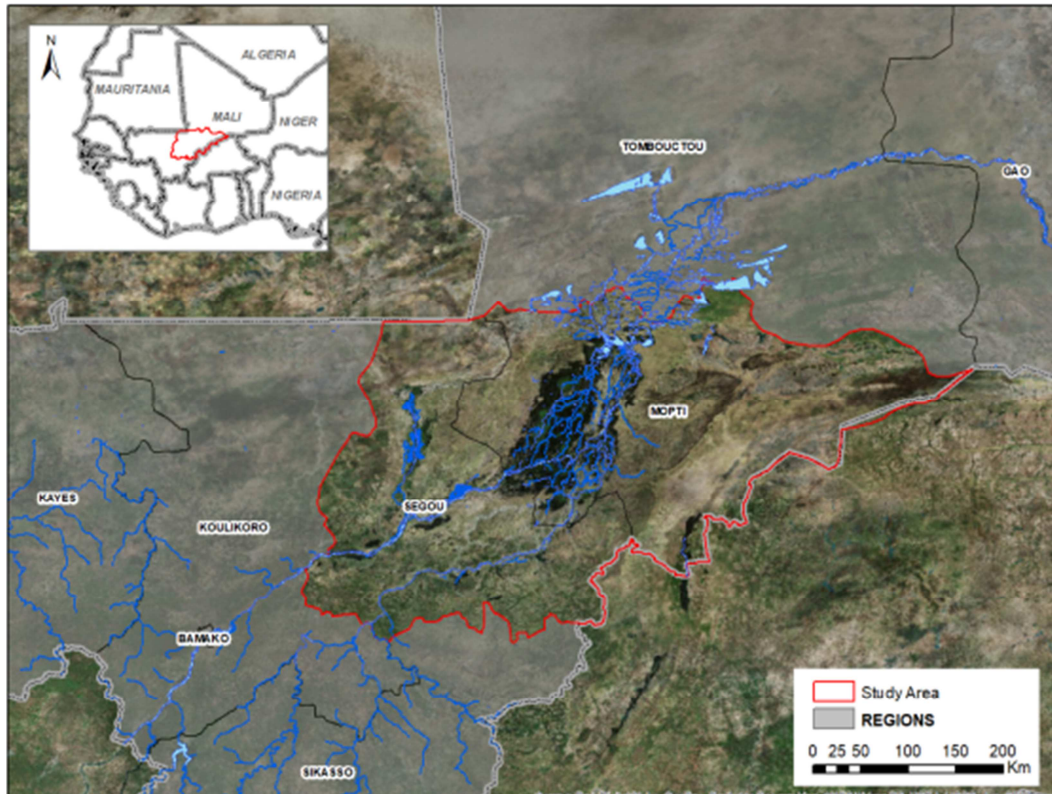 N
ALGERIA
MAURITANIA
MALI
NIGER
NIGERIA
TOMBOUCTOU
GAO
MOPTI
SEGOU
KAYES
KOULIKORO
BAMAKO
SIKASSO
Study Area
REGIONS
0 25 50 100 150 200
Km